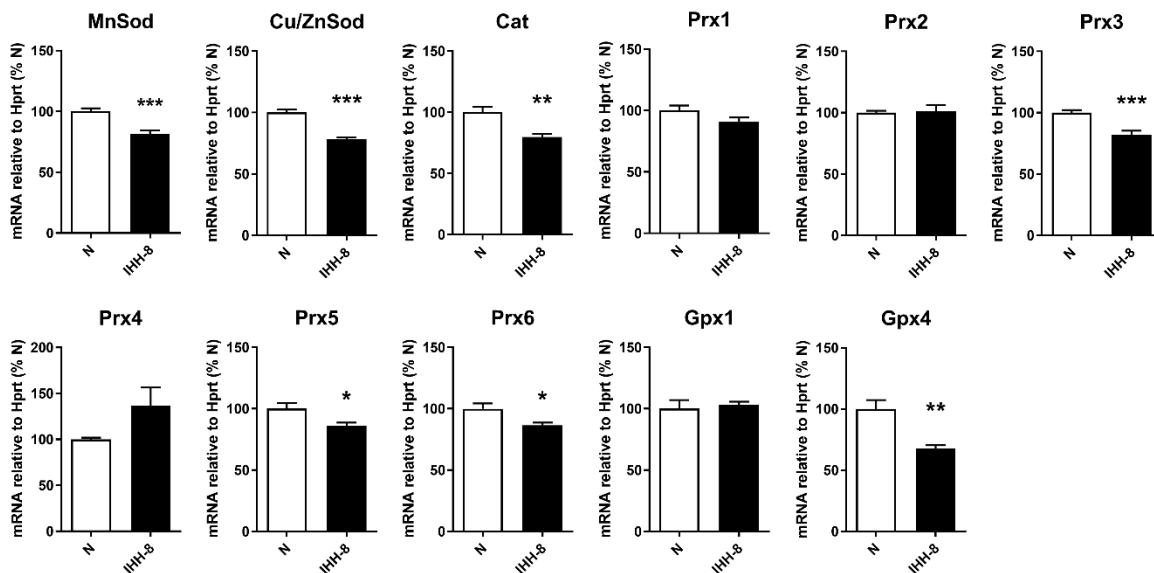 MnSod
mRNA relative to Hprt (% N)
150
100
50
0
***
N
IHH-8
Cu/ZnSod
mRNA relative to Hprt (% N)
150
100
50
0
***
N
IHH-8
Cat
mRNA relative to Hprt (% N)
150
100
50
0
**
N
IHH-8
Prx1
mRNA relative to Hprt (% N)
150
100
50
0
N
IHH-8
Prx2
mRNA relative to Hprt (% N)
150
100
50
0
N
IHH-8
Prx3
mRNA relative to Hprt (% N)
150
100
50
0
***
N
IHH-8
Prx4
mRNA relative to Hprt (% N)
200
150
100
50
0
N
IHH-8
Prx5
mRNA relative to Hprt (% N)
150
100
50
0
*
N
IHH-8
Prx6
mRNA relative to Hprt (% N)
150
100
50
0
*
N
IHH-8
Gpx1
mRNA relative to Hprt (% N)
150
100
50
0
N
IHH-8
Gpx4
mRNA relative to Hprt (% N)
150
100
50
0
**
N
IHH-8